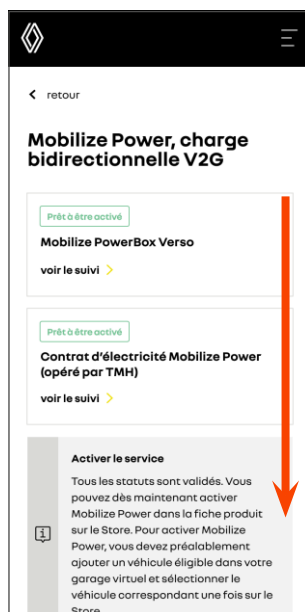 retour
Mobilize Power, charge
bidirectionnelle V2G
Prêt à être activé
Mobilize PowerBox Verso
voir le suivi
Prêt à être activé
Contrat d'électricité Mobilize Power
(opéré par TMH)
voir le suivi
Activer le service
Tous les statuts sont validés. Vous
pouvez dès maintenant activer
Mobilize Power dans la fiche produit
sur le Store. Pour activer Mobilize
Power, vous devez préalablement
ajouter un véhicule éligible dans votre
garage virtuel et sélectionner le
véhicule correspondant une fois sur le
Store.